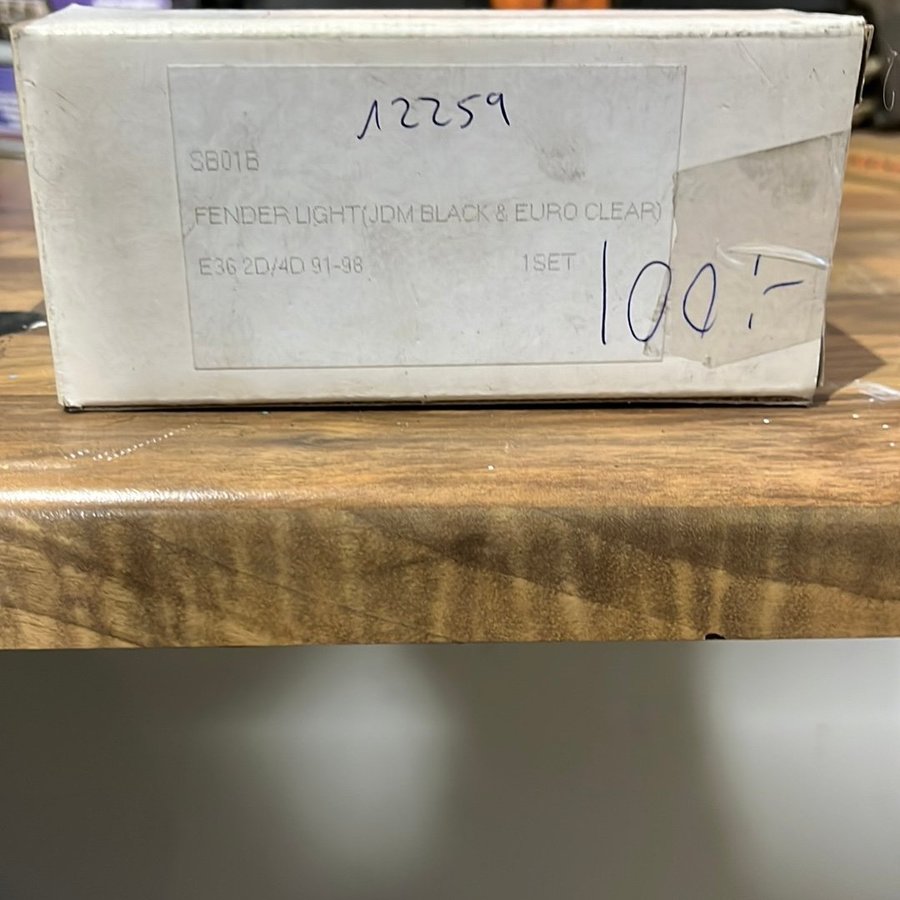 12259
SB01B
FENDER LIGHT(JDM BLACK & EURO CLEAR)
E36 2D/4D 91-98 1SET
100:-